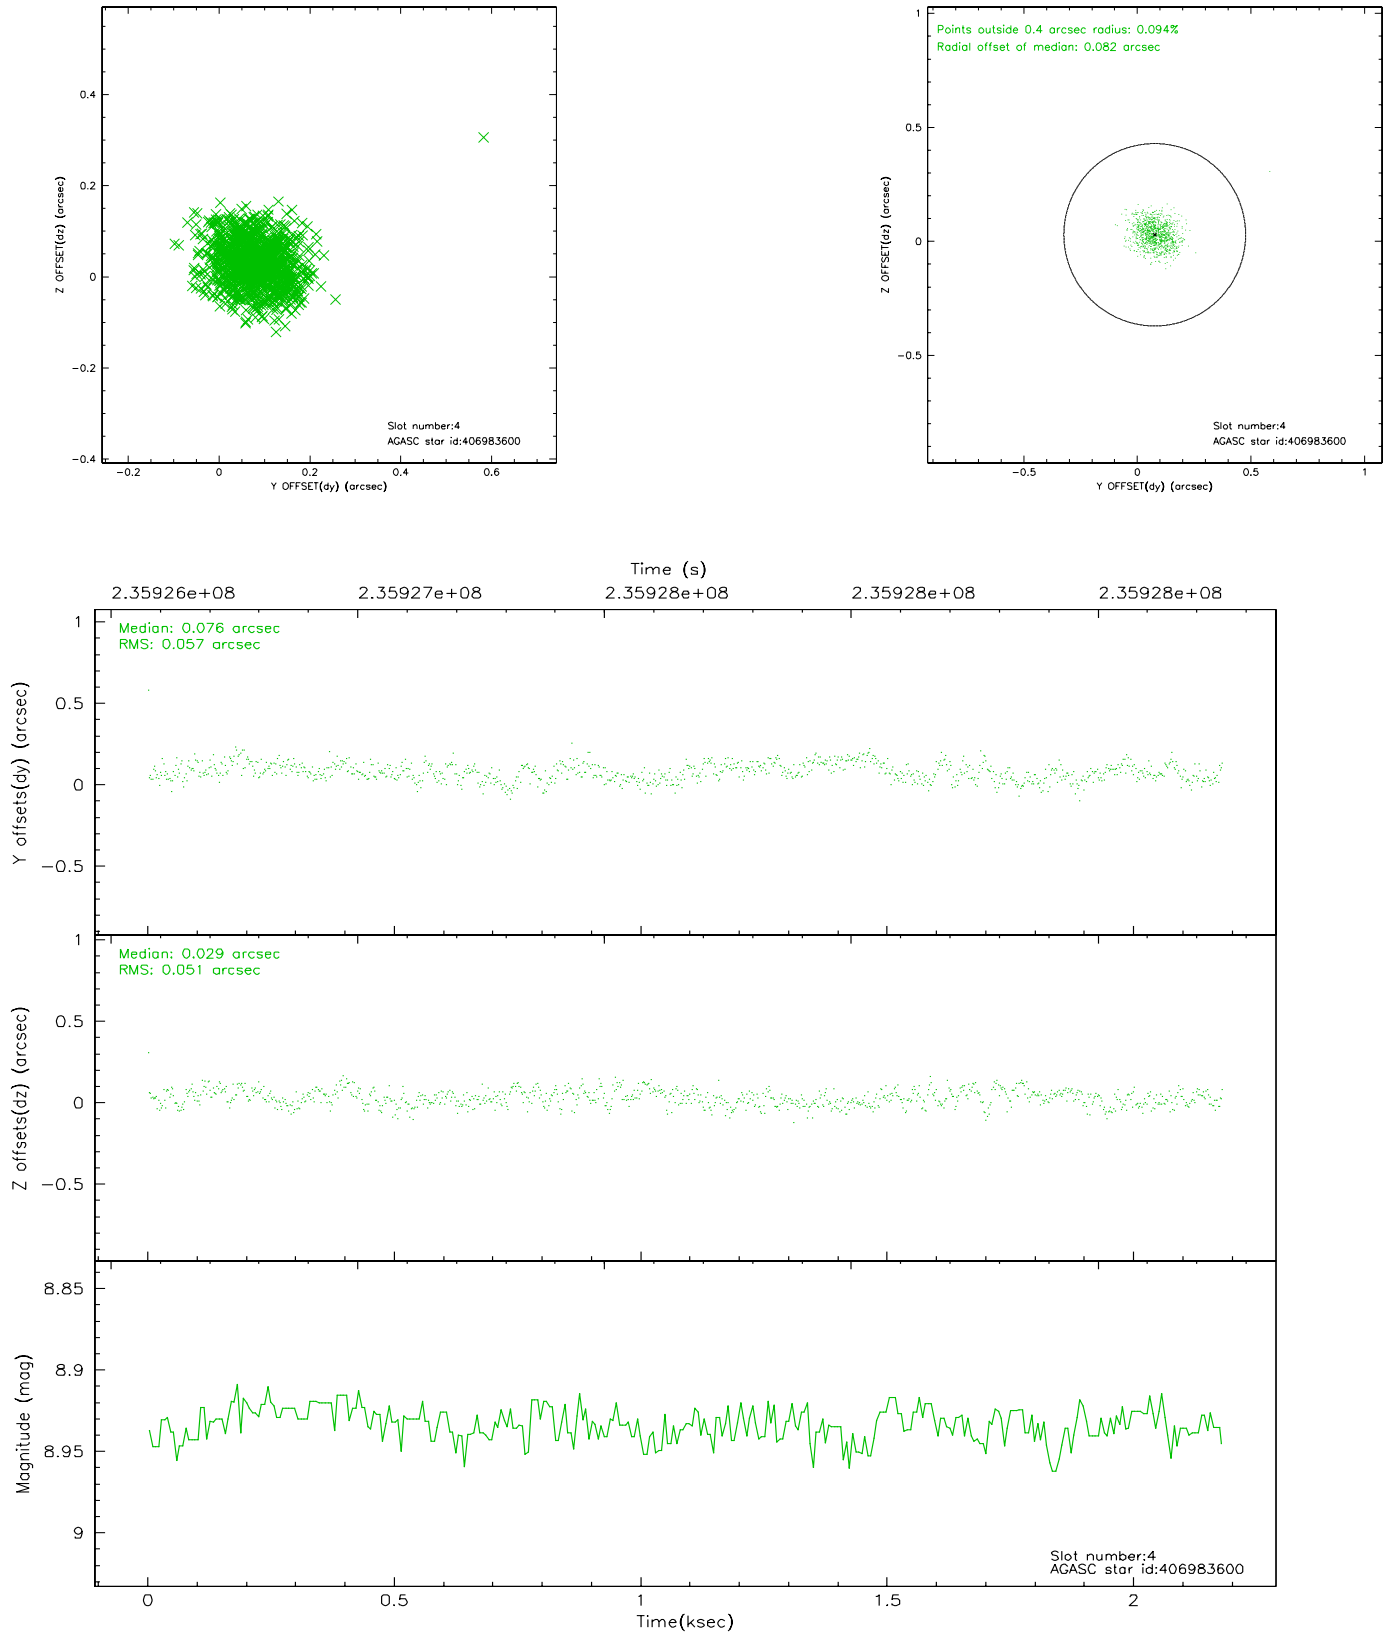 0.4
0.2
0
-0.2
-0.4
Z OFFSET(dz) (arcsec)
Slot number:4
AGASC star id:406983600
-0.2 0 0.2 0.4 0.6
Y OFFSET(dy) (arcsec)
1
0.5
0
-0.5
Z OFFSET(dz) (arcsec)
Points outside 0.4 arcsec radius: 0.094%
Radial offset of median: 0.082 arcsec
Slot number:4
AGASC star id:406983600
-0.5 0 0.5 1
Y OFFSET(dy) (arcsec)
Time (s)
2.35926e+08 2.35927e+08 2.35928e+08 2.35928e+08 2.35928e+08
1
0.5
0
-0.5
Y offsets(dy) (arcsec)
Median: 0.076 arcsec
RMS: 0.057 arcsec
1
0.5
0
-0.5
Z offsets(dz) (arcsec)
Median: 0.029 arcsec
RMS: 0.051 arcsec
8.85
8.9
8.95
9
Magnitude (mag)
Slot number:4
AGASC star id:406983600
0 0.5 1 1.5 2
Time(ksec)